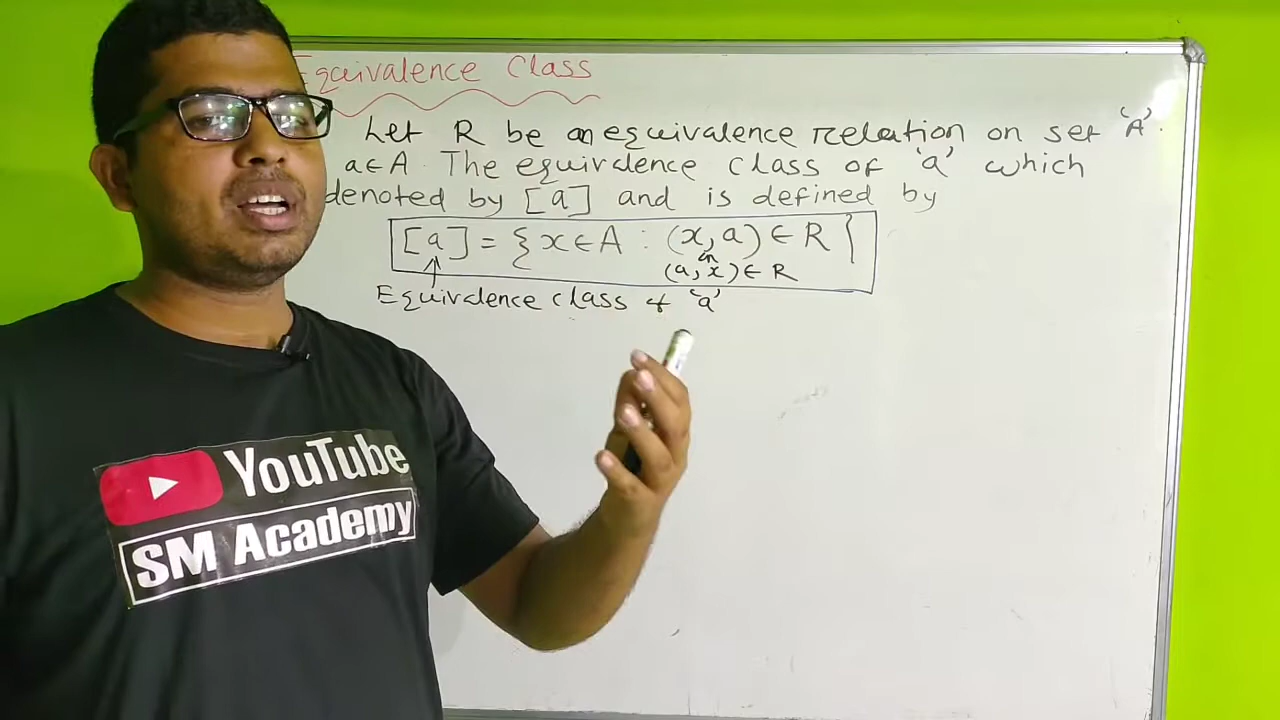 Equivalence Class
Let R be an equivalence relation on set 'A'.
a∈A. The equivalence class of 'a' which
denoted by [a] and is defined by
[a] = { x∈A : (x,a) ∈ R }
or
(a,x) ∈ R
Equivalence class of 'a'
YouTube
SM Academy